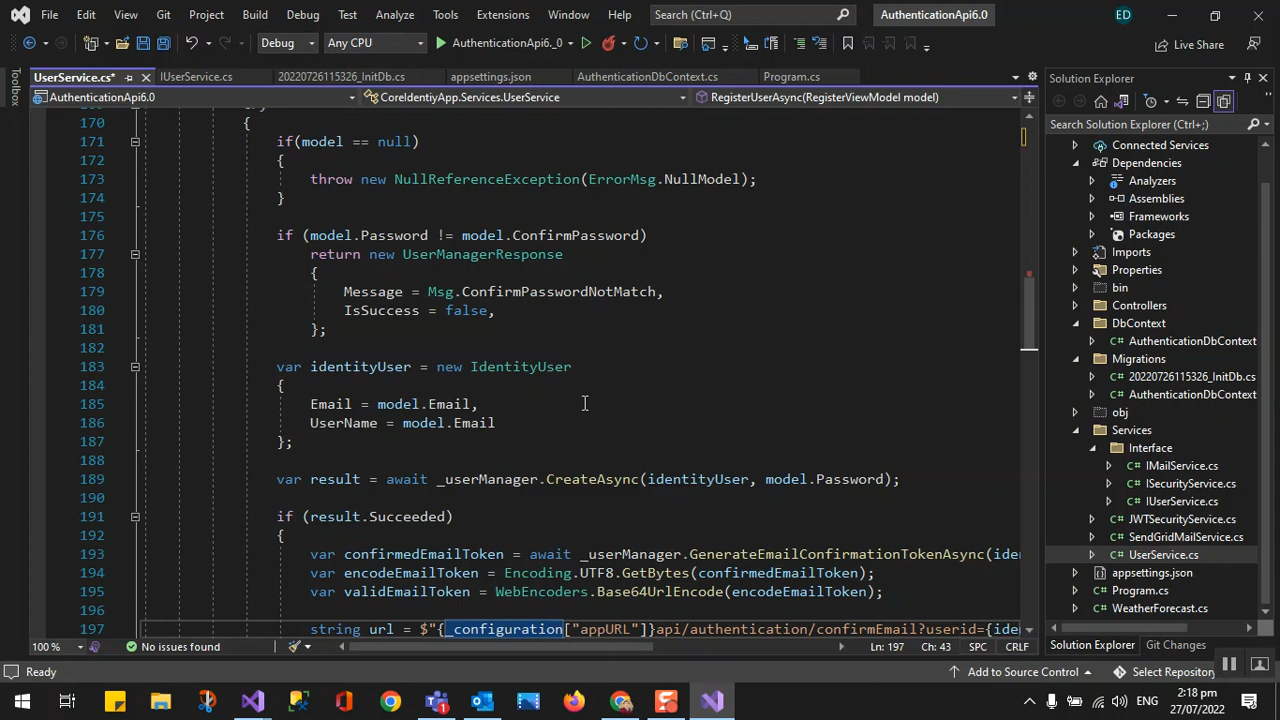 File Edit View Git Project Build Debug Test Analyze Tools Extensions Window Help Search (Ctrl+Q) AuthenticationApi6.0 ED
Debug Any CPU AuthenticationApi6.._0 Live Share
UserService.cs* IUserService.cs 20220726115326_InitDb.cs appsettings.json AuthenticationDbContext.cs Program.cs
AuthenticationApi6.0 CoreIdentiyApp.Services.UserService RegisterUserAsync(RegisterViewModel model)
Toolbox
170 {
171 if(model == null)
172 {
173 throw new NullReferenceException(ErrorMsg.NullModel);
174 }
175
176 if (model.Password != model.ConfirmPassword)
177 return new UserManagerResponse
178 {
179 Message = Msg.ConfirmPasswordNotMatch,
180 IsSuccess = false,
181 };
182
183 var identityUser = new IdentityUser
184 {
185 Email = model.Email,
186 UserName = model.Email
187 };
188
189 var result = await _userManager.CreateAsync(identityUser, model.Password);
190
191 if (result.Succeeded)
192 {
193 var confirmedEmailToken = await _userManager.GenerateEmailConfirmationTokenAsync(ide
194 var encodeEmailToken = Encoding.UTF8.GetBytes(confirmedEmailToken);
195 var validEmailToken = WebEncoders.Base64UrlEncode(encodeEmailToken);
196
197 string url = $"{_configuration["appURL"]}api/authentication/confirmEmail?userid={ide
100 % No issues found Ln: 197 Ch: 43 SPC CRLF
Solution Explorer
Search Solution Explorer (Ctrl+;)
Connected Services
Dependencies
Analyzers
Assemblies
Frameworks
Packages
Imports
Properties
bin
Controllers
DbContext
AuthenticationDbContext
Migrations
20220726115326_InitDb.cs
AuthenticationDbContext
obj
Services
Interface
IMailService.cs
ISecurityService.cs
IUserService.cs
JWTSecurityService.cs
SendGridMailService.cs
UserService.cs
appsettings.json
Program.cs
WeatherForecast.cs
Solution Explorer Git Changes
Ready Add to Source Control Select Repository
ENG 2:18 pm
27/07/2022